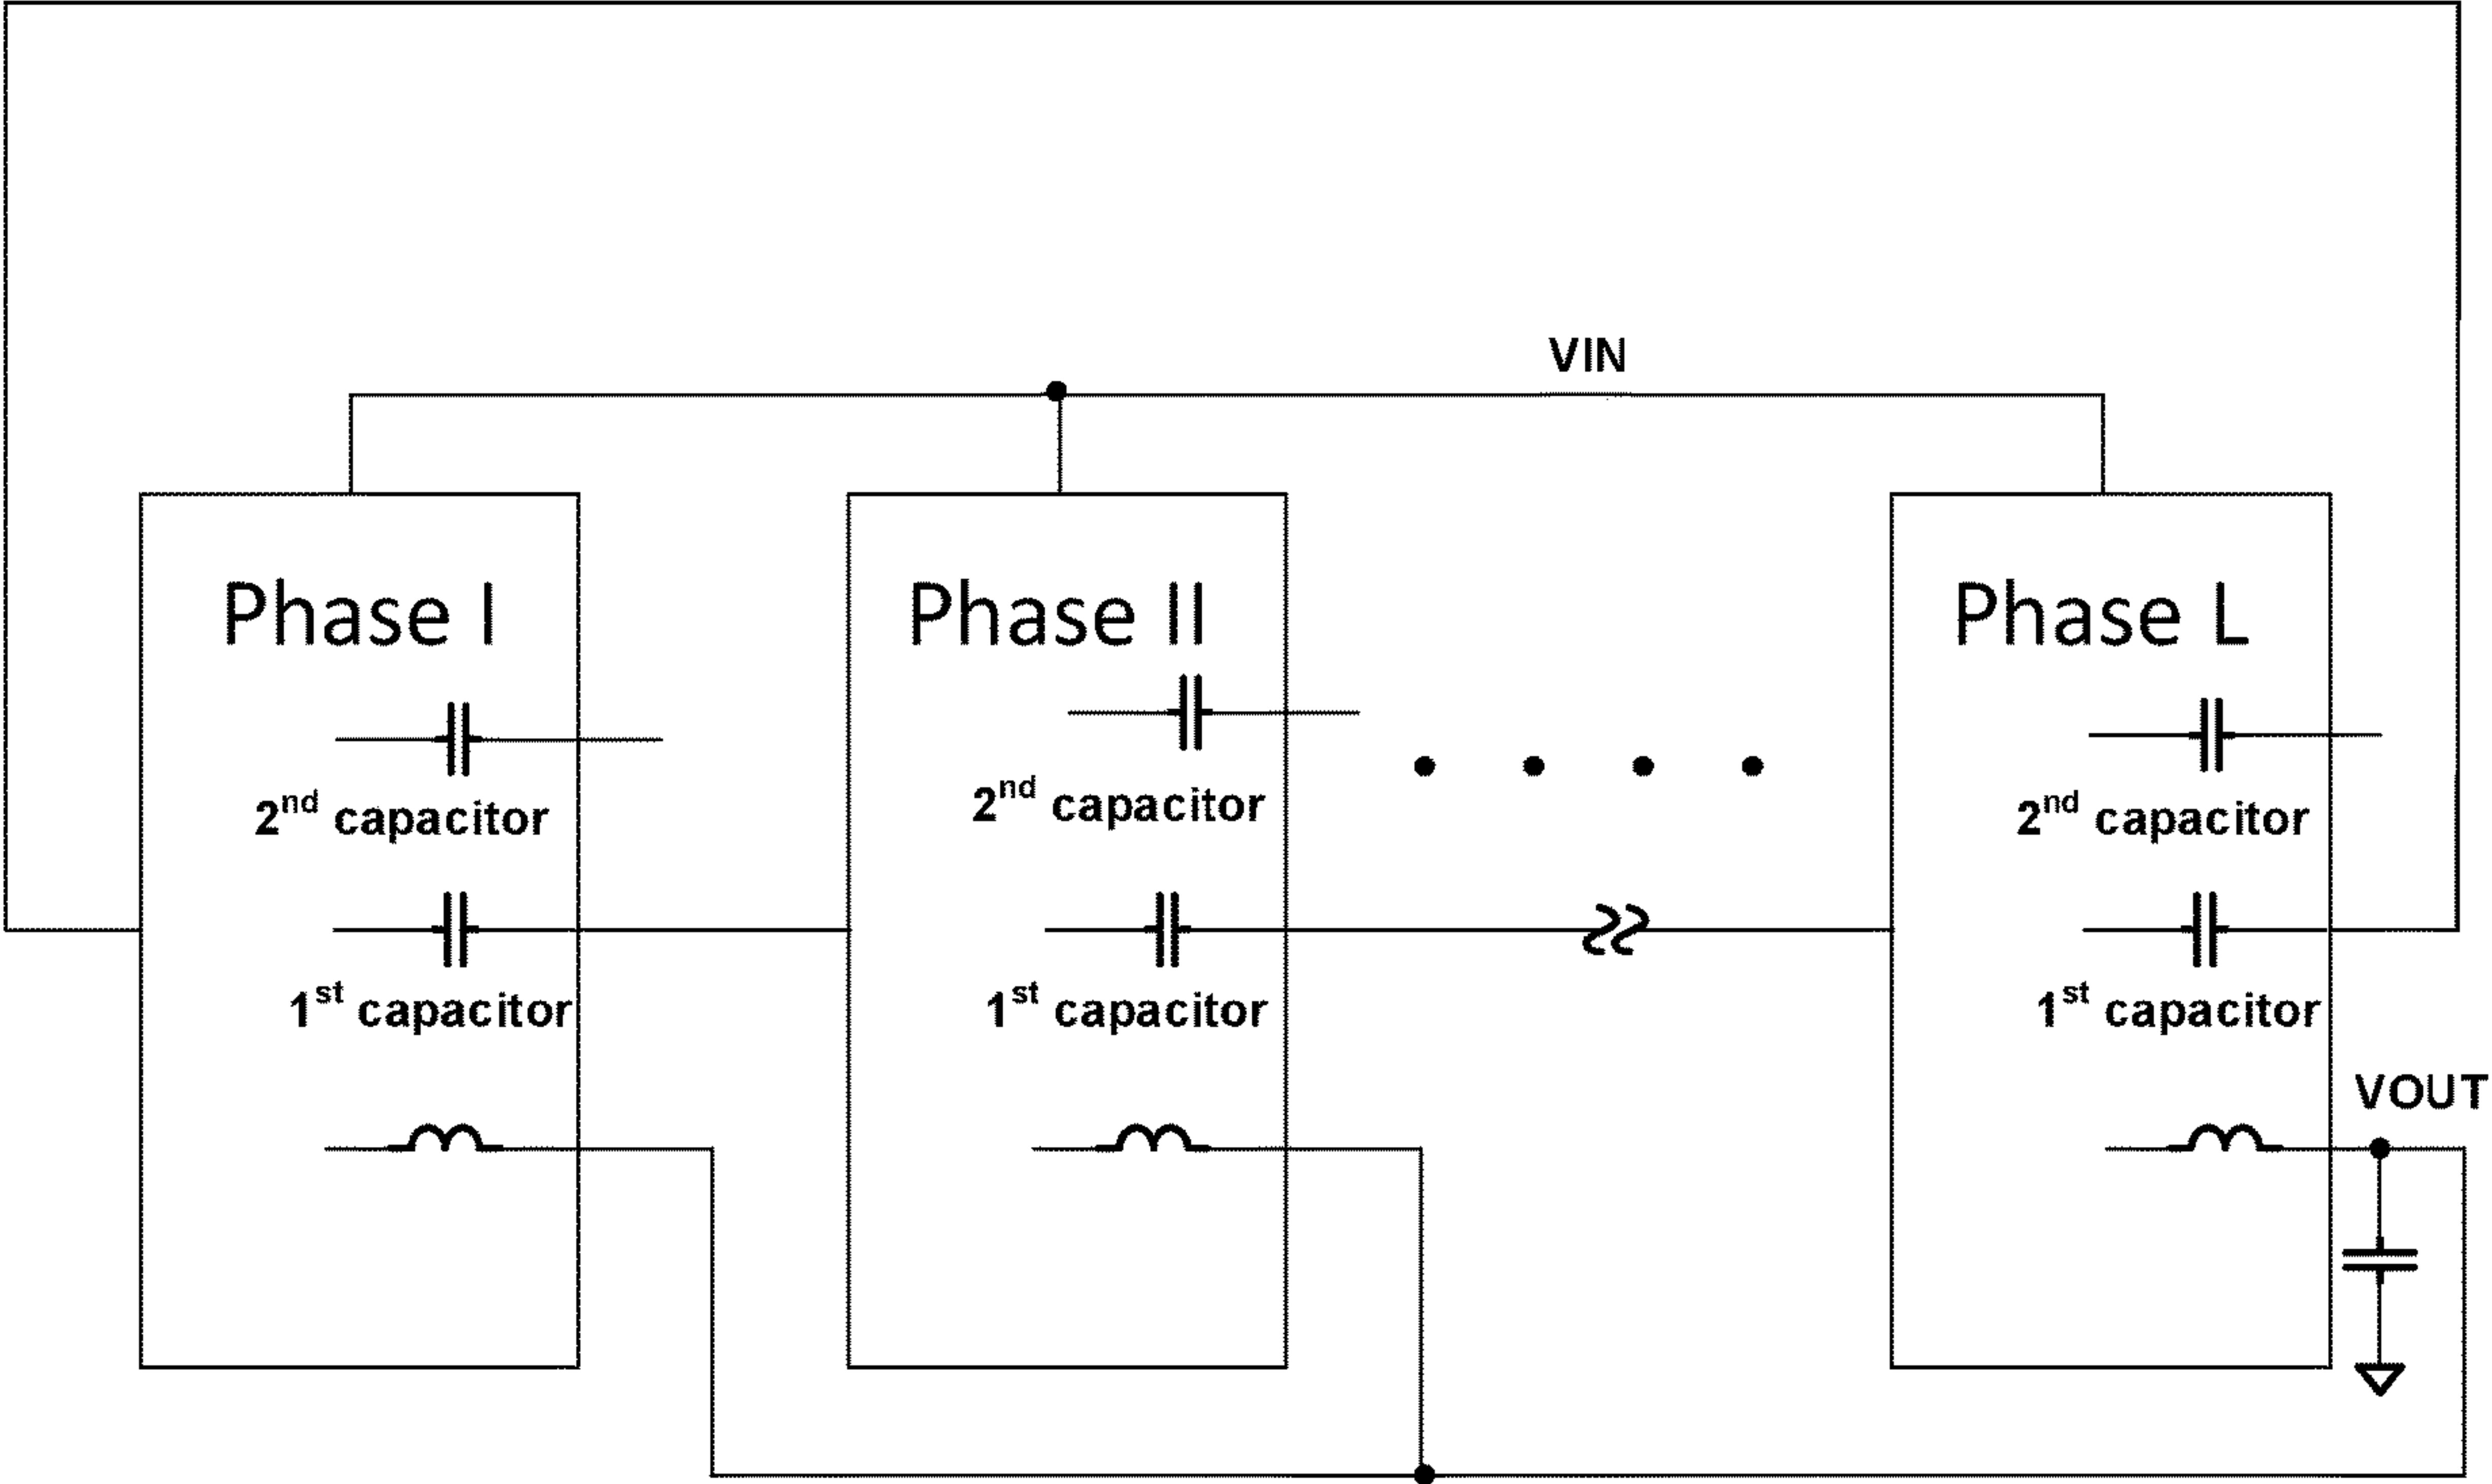 VIN
Phase I
Phase II
Phase L
2nd capacitor
2nd capacitor
2nd capacitor
1st capacitor
1st capacitor
1st capacitor
VOUT